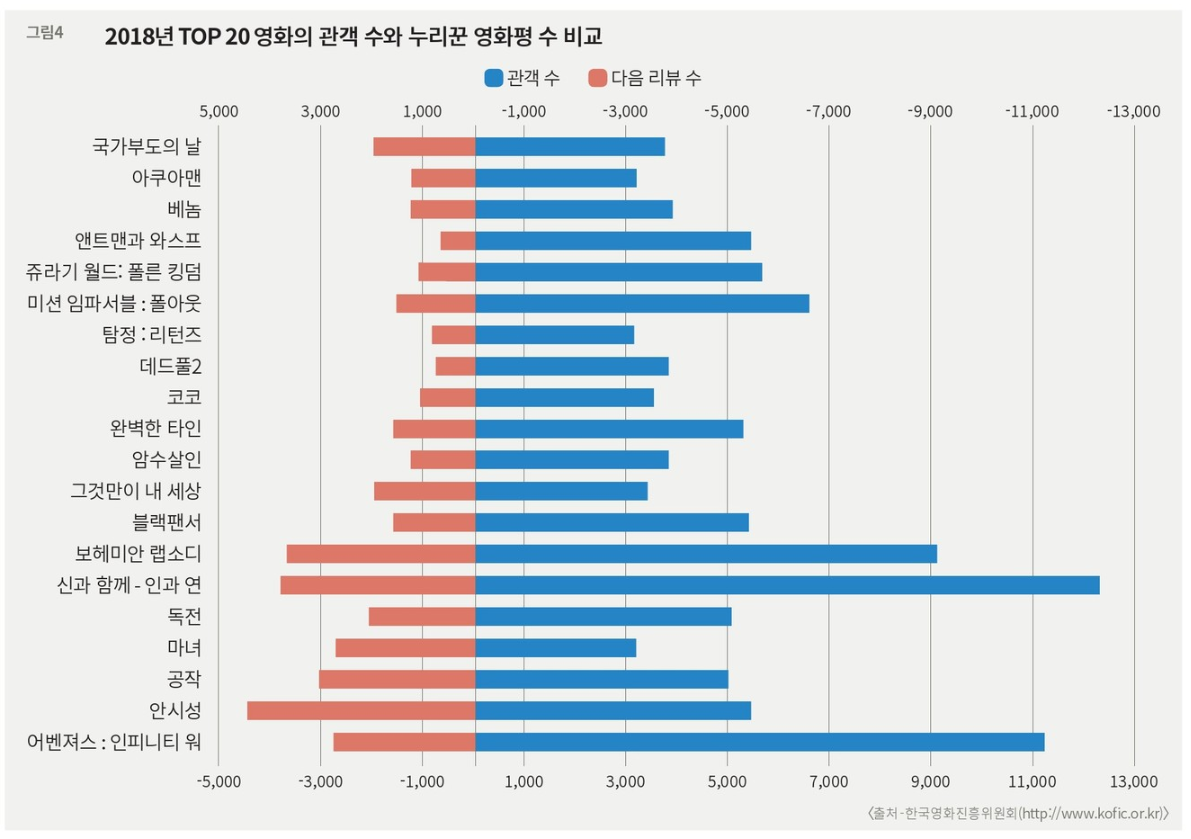 그림4 2018년 TOP 20 영화의 관객 수와 누리꾼 영화평 수 비교
관객 수 다음 리뷰 수
5,000 3,000 1,000 -1,000 -3,000 -5,000 -7,000 -9,000 -11,000 -13,000
국가부도의 날
아쿠아맨
베놈
앤트맨과 와스프
쥬라기 월드: 폴른 킹덤
미션 임파서블 : 폴아웃
탐정 : 리턴즈
데드풀2
코코
완벽한 타인
암수살인
그것만이 내 세상
블랙팬서
보헤미안 랩소디
신과 함께 - 인과 연
독전
마녀
공작
안시성
어벤져스 : 인피니티 워
-5,000 -3,000 -1,000 1,000 3,000 5,000 7,000 9,000 11,000 13,000
〈출처-한국영화진흥위원회(http://www.kofic.or.kr)〉